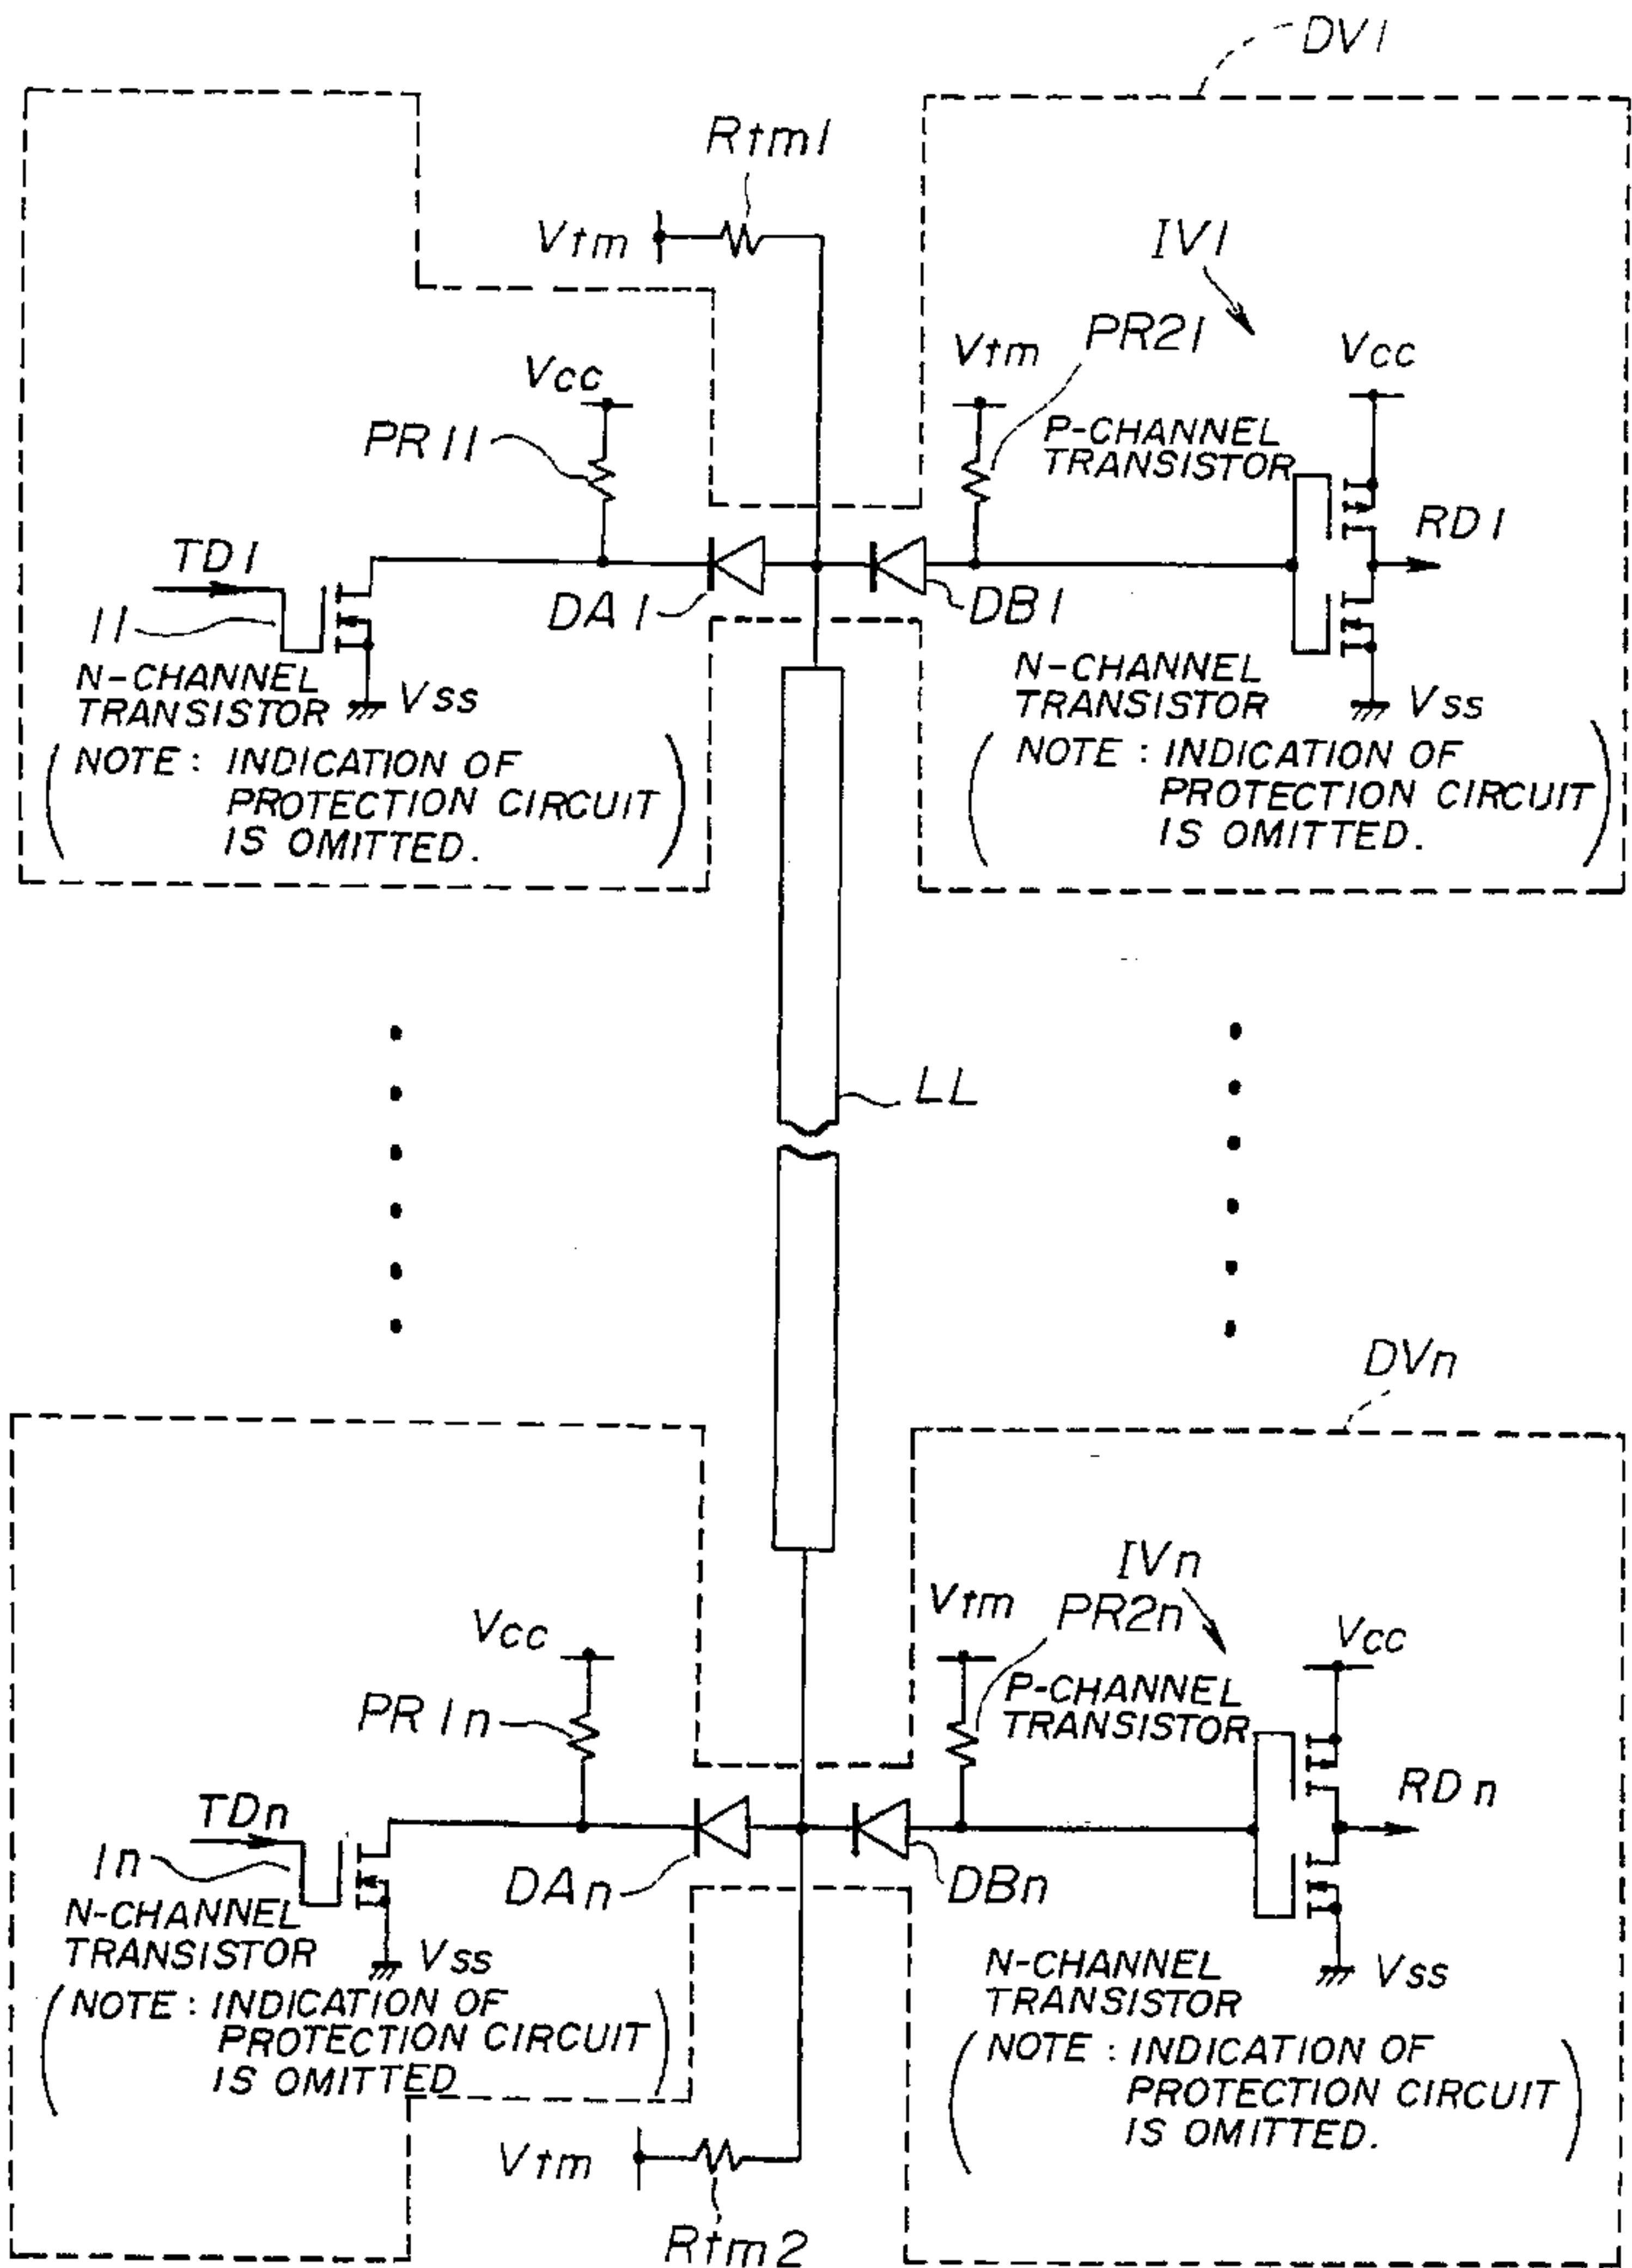 DV1
Rtm1
Vtm
IV1
PR21
Vtm
Vcc
Vcc
PR11
P-CHANNEL
TRANSISTOR
RD1
TD1
DA1
DB1
11
N-CHANNEL
TRANSISTOR
Vss
(NOTE: INDICATION OF
PROTECTION CIRCUIT
IS OMITTED.)
N-CHANNEL
TRANSISTOR
Vss
(NOTE: INDICATION OF
PROTECTION CIRCUIT
IS OMITTED.)
LL
DVn
IVn
Vtm
PR2n
Vcc
Vcc
PR1n
P-CHANNEL
TRANSISTOR
RDn
TDn
1n
DAn
DBn
N-CHANNEL
TRANSISTOR
Vss
(NOTE: INDICATION OF
PROTECTION CIRCUIT
IS OMITTED)
N-CHANNEL
TRANSISTOR
Vss
(NOTE: INDICATION OF
PROTECTION CIRCUIT
IS OMITTED.)
Vtm
Rtm2